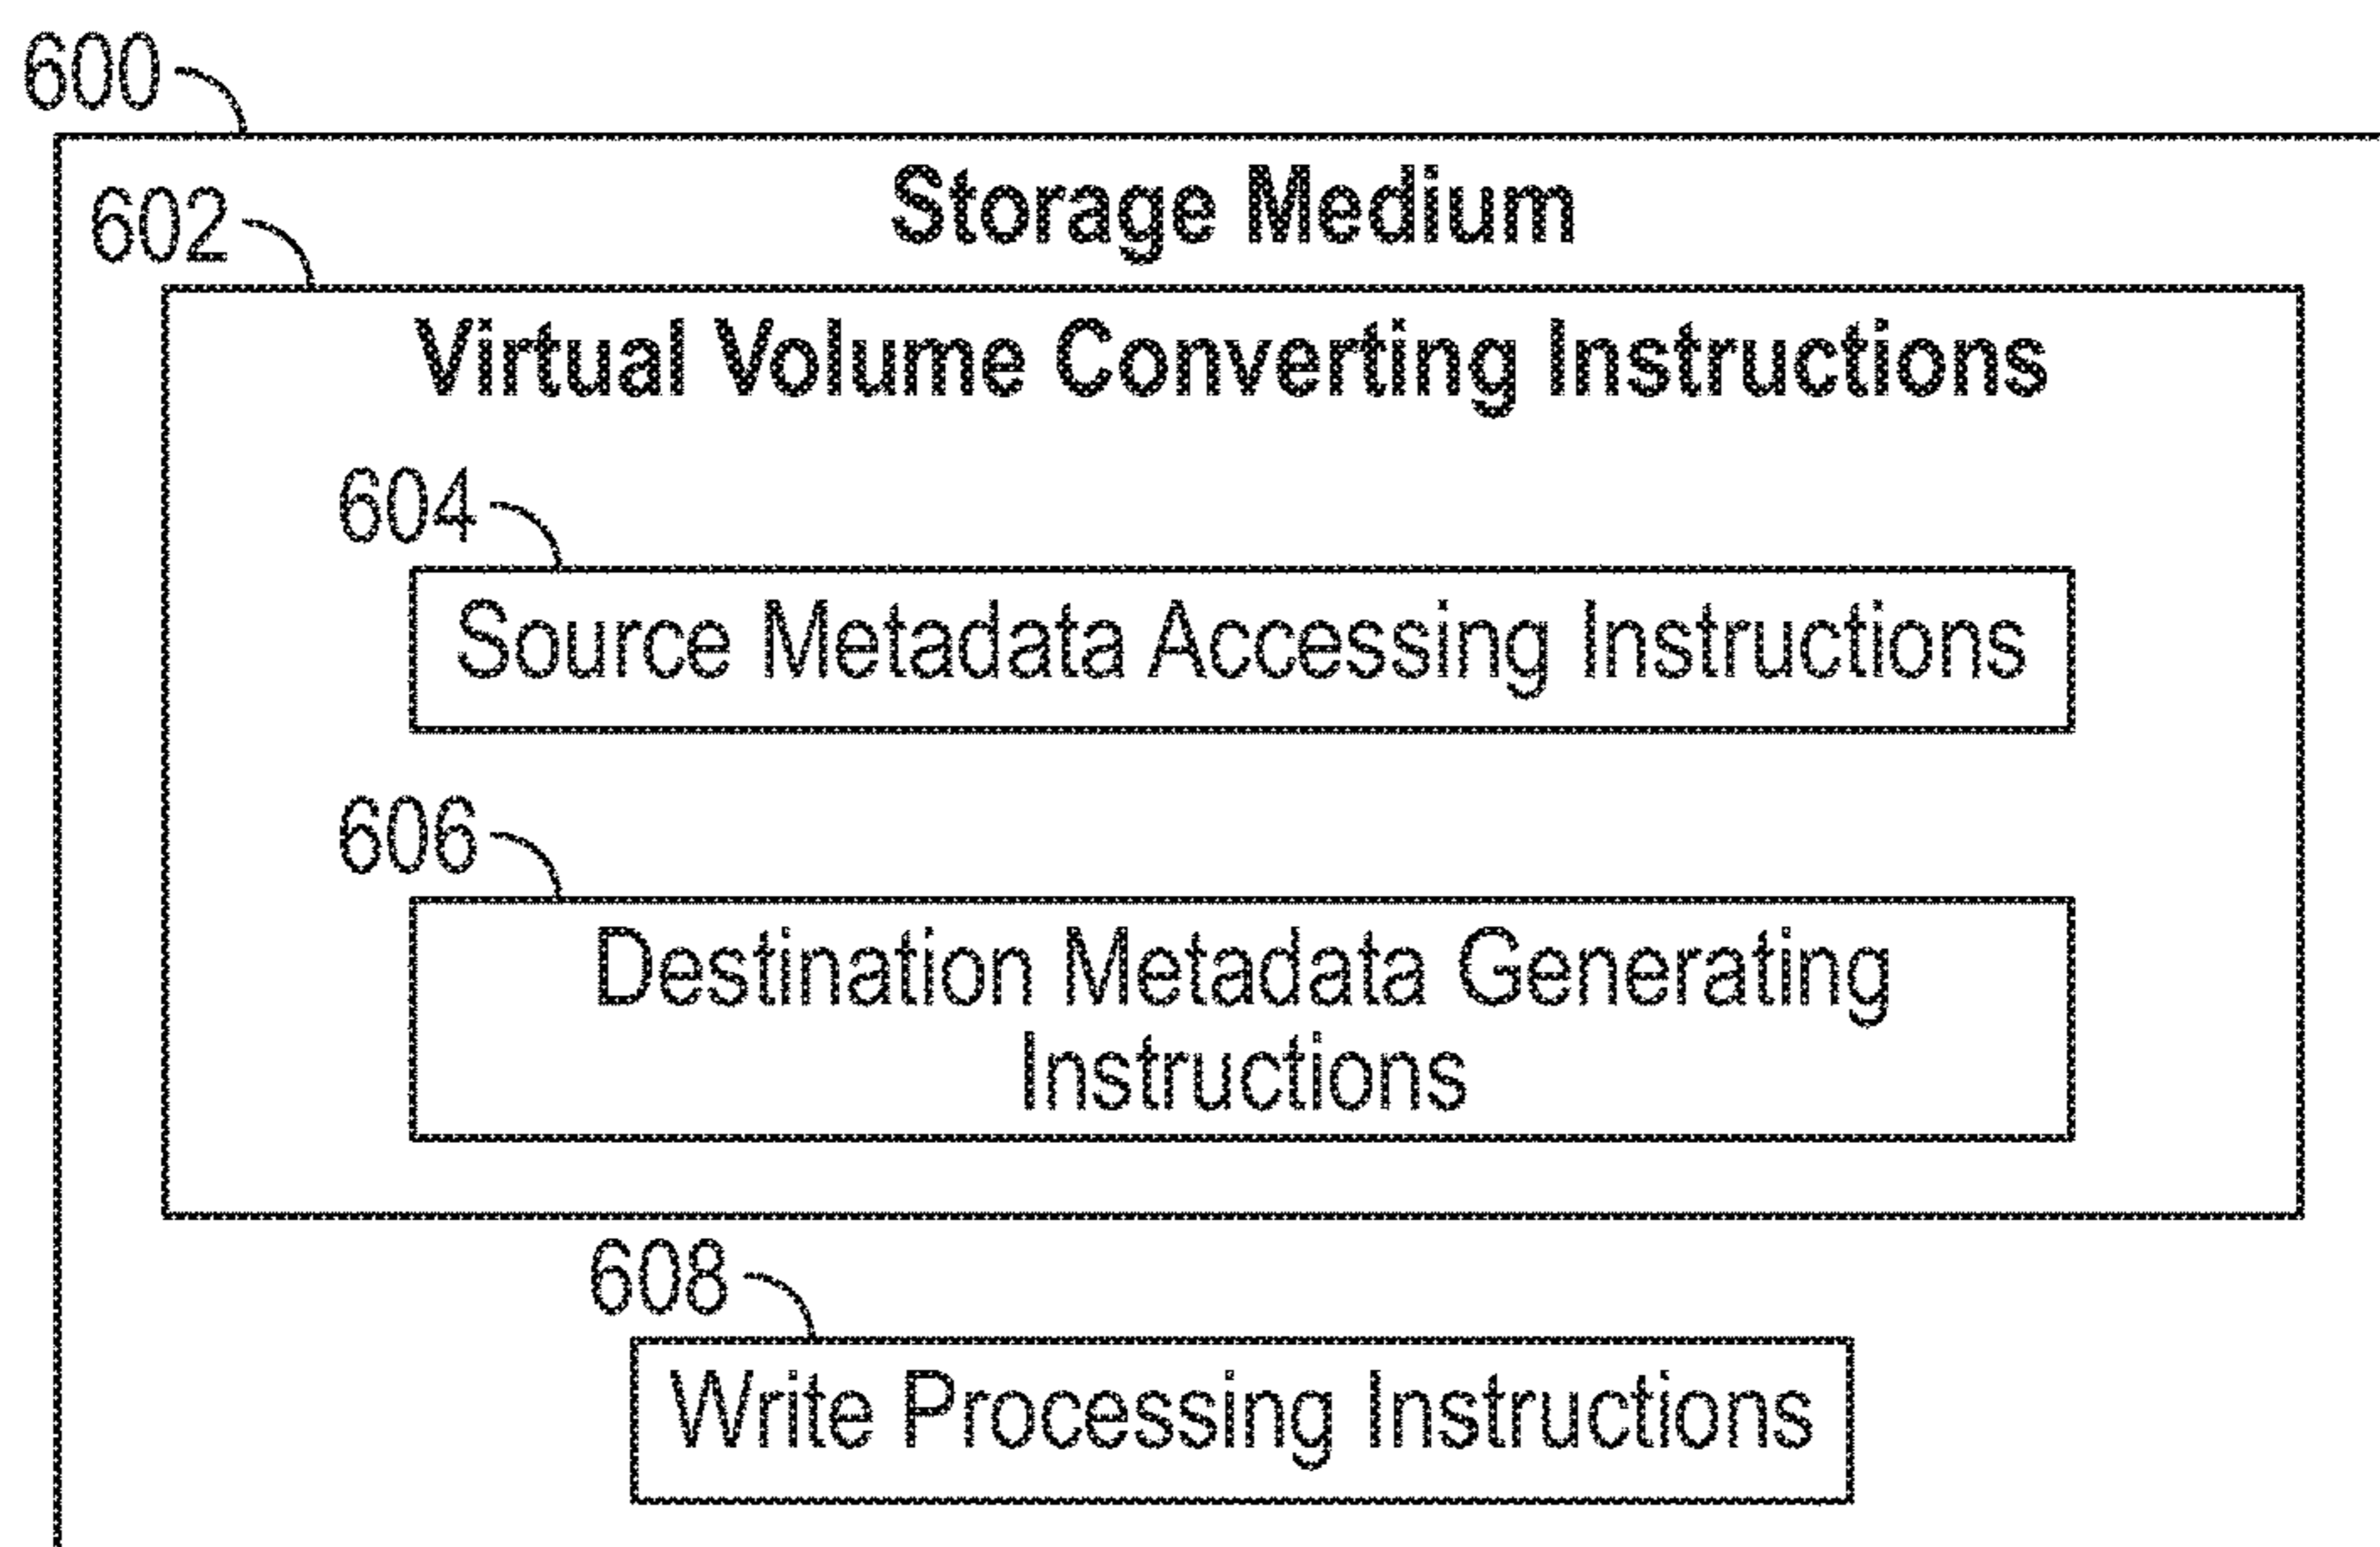 600
Storage Medium
602
Virtual Volume Converting Instructions
604
Source Metadata Accessing Instructions
606
Destination Metadata Generating
Instructions
608
Write Processing Instructions